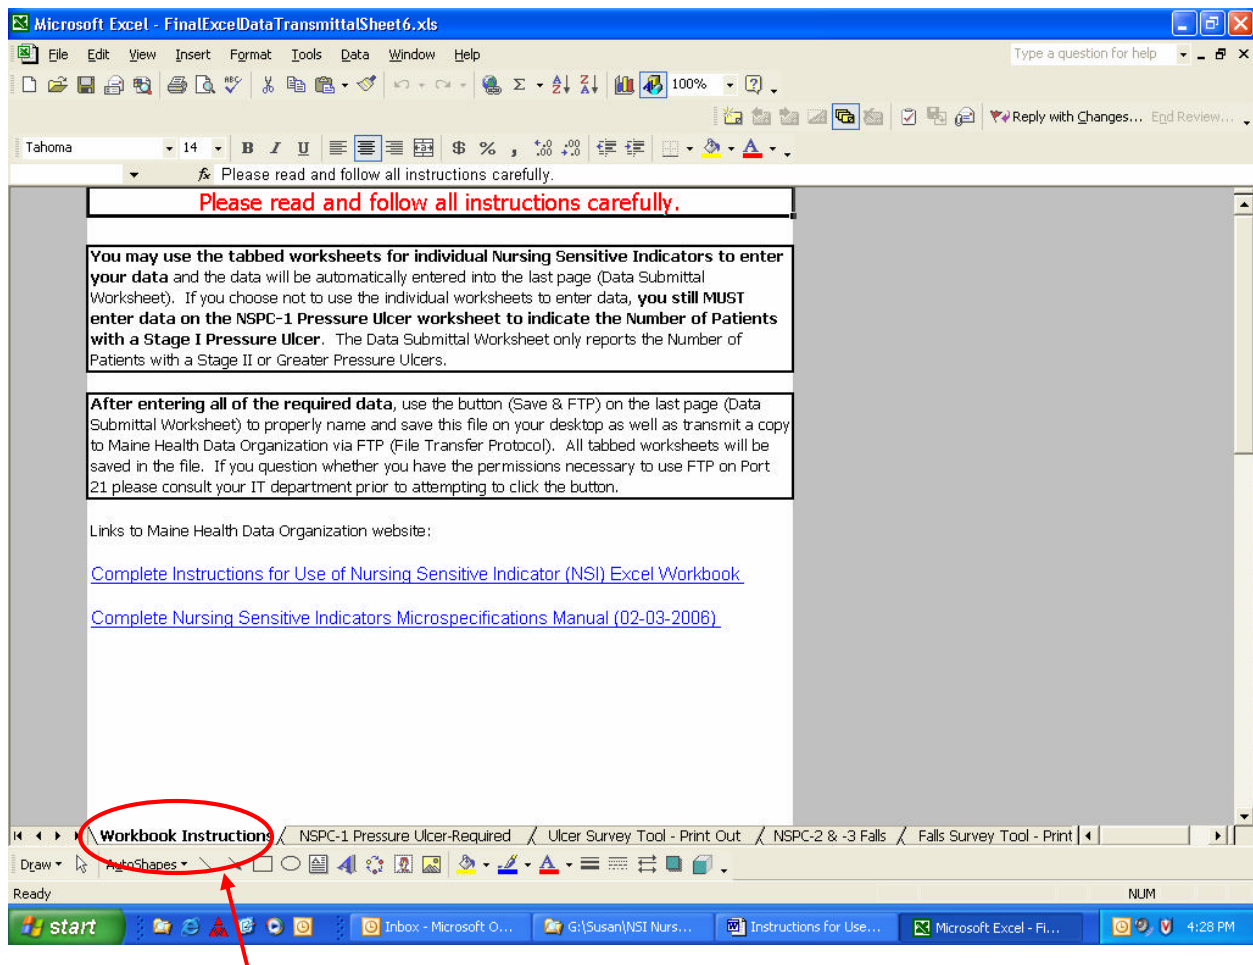 Microsoft Excel - FinalExcelDataTransmittalSheet6.xls
File Edit View Insert Format Tools Data Window Help Type a question for help
100%
Reply with Changes... End Review...
Tahoma 14 B I U $ % ,
fx Please read and follow all instructions carefully.
Please read and follow all instructions carefully.
You may use the tabbed worksheets for individual Nursing Sensitive Indicators to enter
your data and the data will be automatically entered into the last page (Data Submittal
Worksheet). If you choose not to use the individual worksheets to enter data, you still MUST
enter data on the NSPC-1 Pressure Ulcer worksheet to indicate the Number of Patients
with a Stage I Pressure Ulcer. The Data Submittal Worksheet only reports the Number of
Patients with a Stage II or Greater Pressure Ulcers.
After entering all of the required data, use the button (Save & FTP) on the last page (Data
Submittal Worksheet) to properly name and save this file on your desktop as well as transmit a copy
to Maine Health Data Organization via FTP (File Transfer Protocol). All tabbed worksheets will be
saved in the file. If you question whether you have the permissions necessary to use FTP on Port
21 please consult your IT department prior to attempting to click the button.
Links to Maine Health Data Organization website:
Complete Instructions for Use of Nursing Sensitive Indicator (NSI) Excel Workbook
Complete Nursing Sensitive Indicators Microspecifications Manual (02-03-2006)
Workbook Instructions NSPC-1 Pressure Ulcer-Required Ulcer Survey Tool - Print Out NSPC-2 & -3 Falls Falls Survey Tool - Print
Draw AutoShapes
Ready NUM
start Inbox - Microsoft O... G:\Susan\NSI Nurs... Instructions for Use... Microsoft Excel - Fi... 4:28 PM